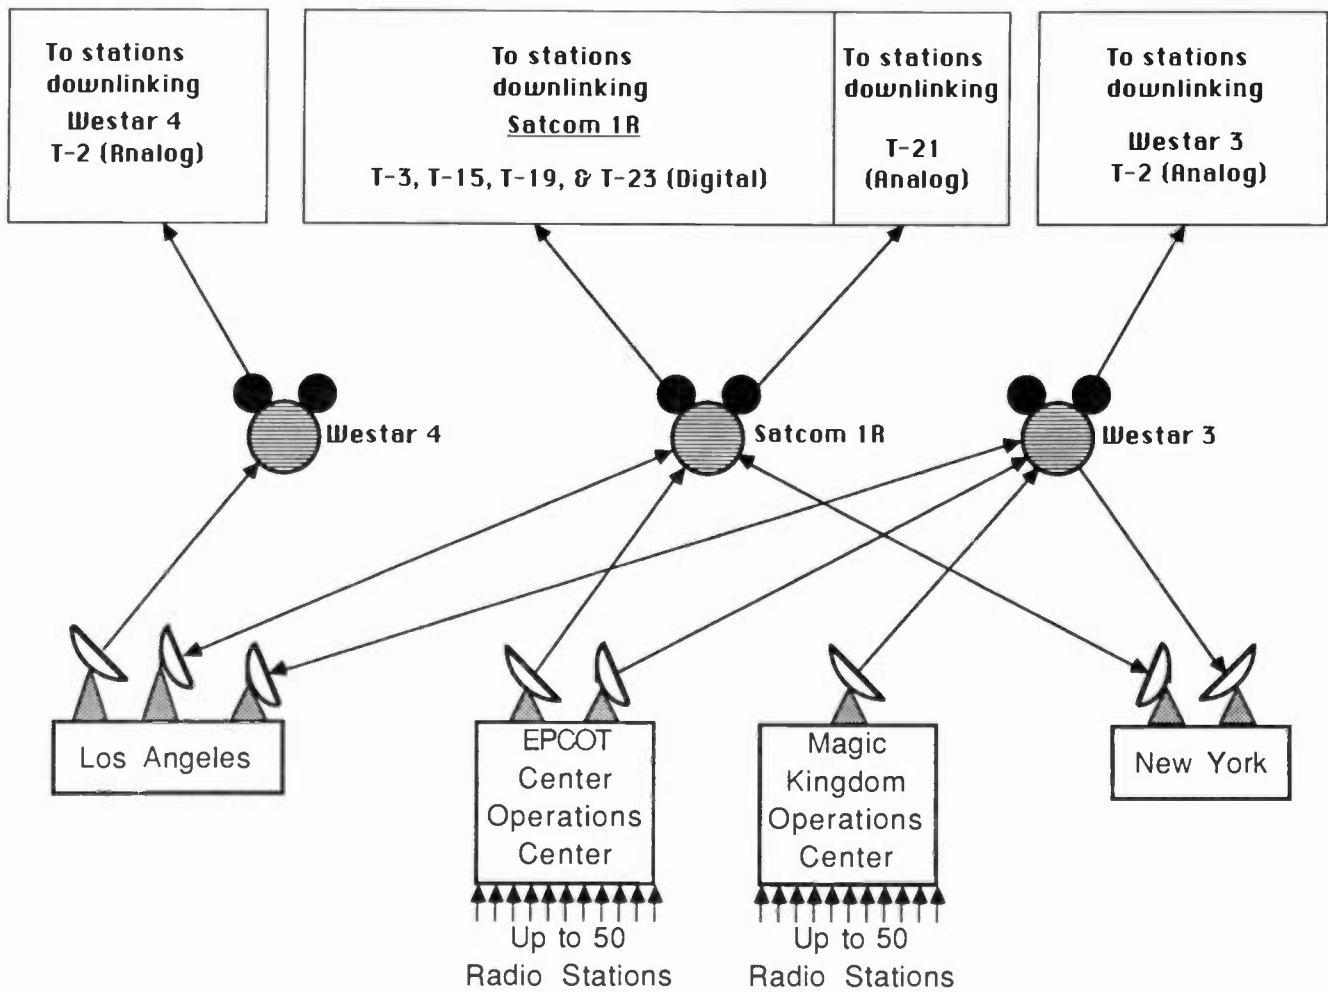 To stations
downlinking
Westar 4
T-2 (Analog)
To stations
downlinking
Satcom 1R
T-3, T-15, T-19, & T-23 (Digital)
To stations
downlinking
T-21
(Analog)
To stations
downlinking
Westar 3
T-2 (Analog)
Westar 4
Satcom 1R
Westar 3
Los Angeles
EPCOT
Center
Operations
Center
Magic
Kingdom
Operations
Center
New York
Up to 50
Radio Stations
Up to 50
Radio Stations